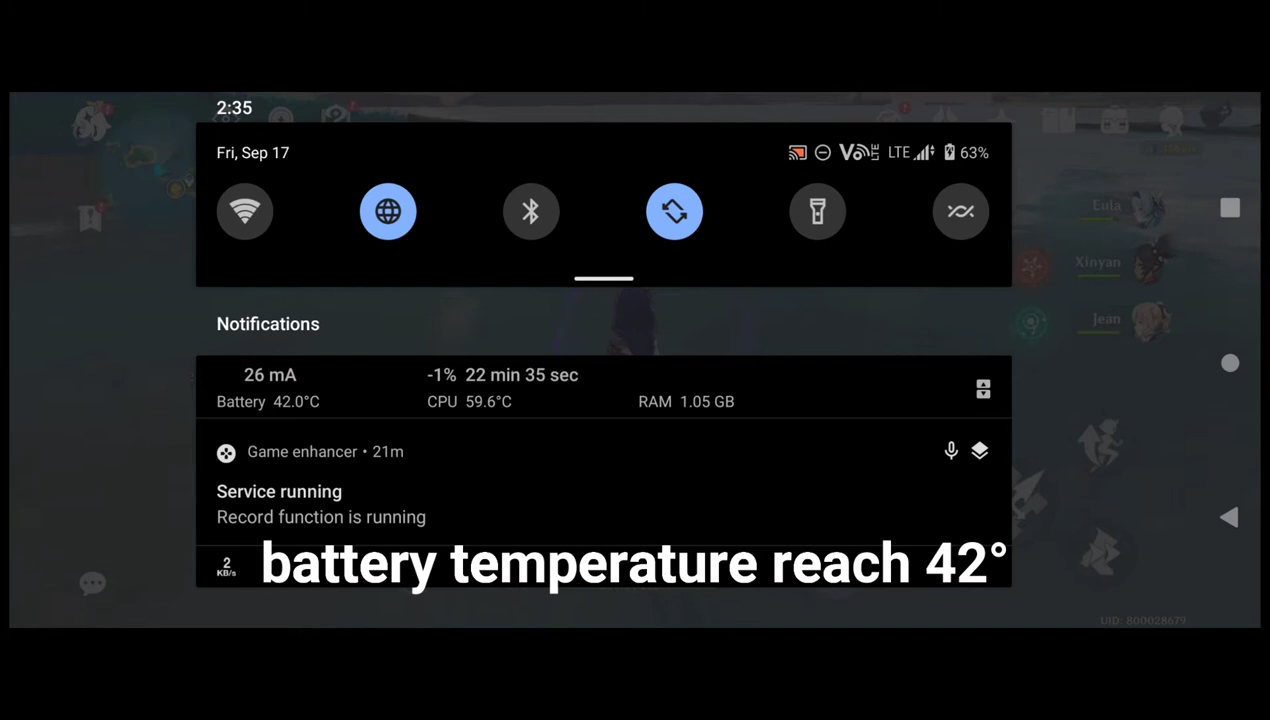 2:35
Fri, Sep 17
VoLTE LTE 63%
Eula
Xinyan
Jean
Notifications
26 mA -1% 22 min 35 sec
Battery 42.0°C CPU 59.6°C RAM 1.05 GB
Game enhancer • 21m
Service running
Record function is running
2
KB/s
battery temperature reach 42°
UID: 800028679